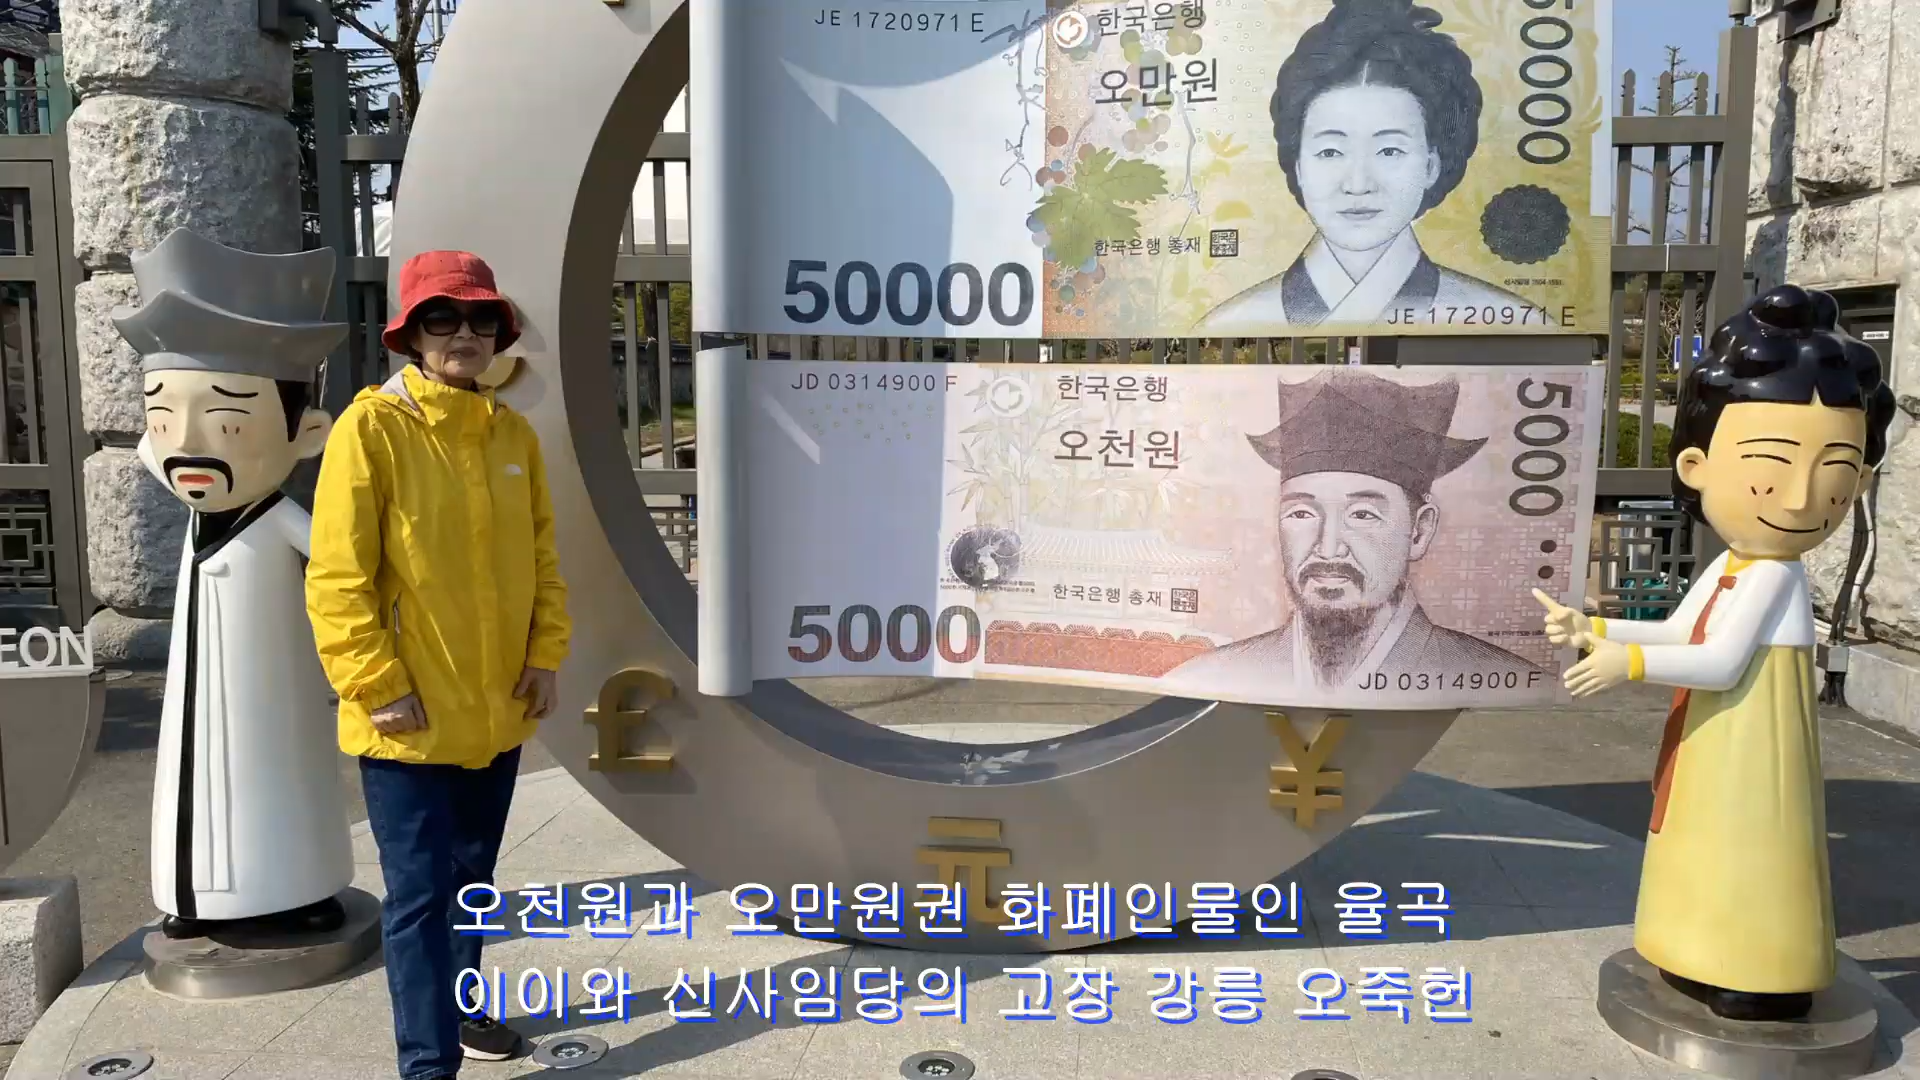 JE 1720971 E
한국은행
오만원
50000
한국은행 총재
50000
JE 1720971 E
JD 0314900 F
한국은행
오천원
5000
한국은행 총재
5000
JD 0314900 F
EON
£
¥
元
오천원과 오만원권 화폐인물인 율곡
이이와 신사임당의 고장 강릉 오죽헌